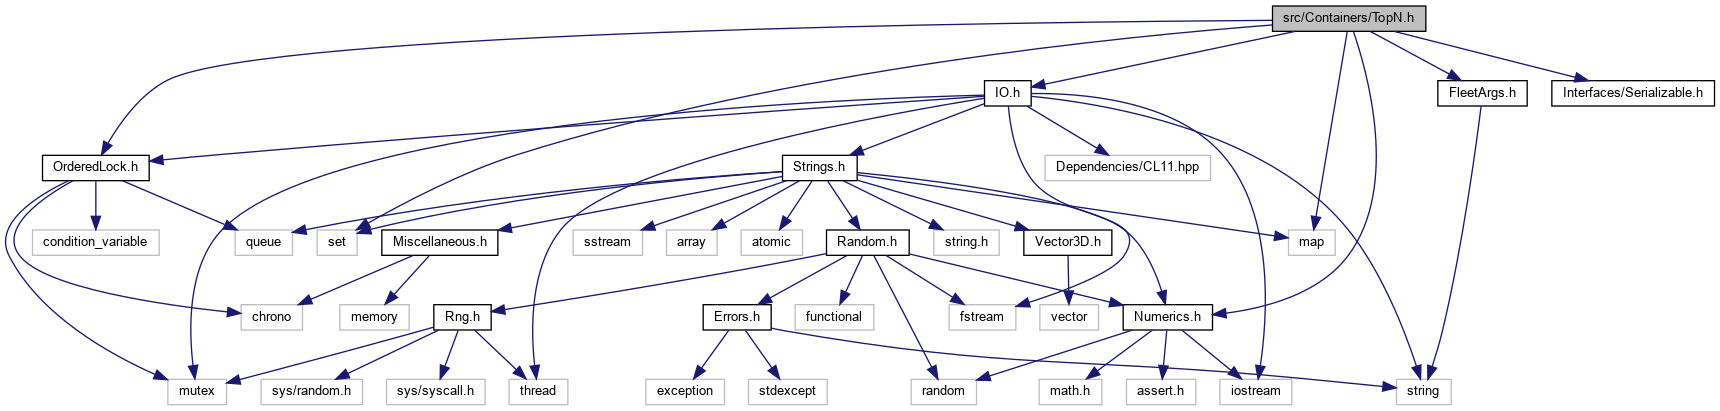 src/Containers/TopN.h
IO.h
FleetArgs.h
Interfaces/Serializable.h
OrderedLock.h
Strings.h
Dependencies/CL11.hpp
condition_variable
queue
set
Miscellaneous.h
sstream
array
atomic
Random.h
string.h
Vector3D.h
map
chrono
memory
Rng.h
Errors.h
functional
fstream
vector
Numerics.h
mutex
sys/random.h
sys/syscall.h
thread
exception
stdexcept
random
math.h
assert.h
iostream
string